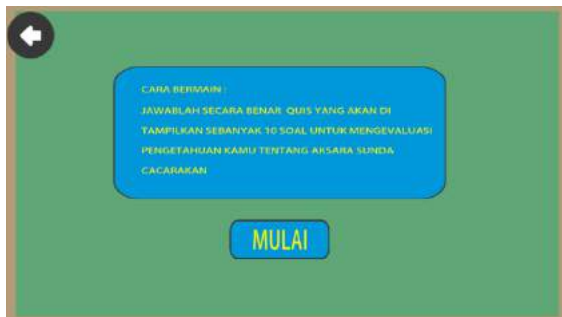 CARA BERMAIN :
JAWABLAH SECARA BENAR QUIS YANG AKAN DI
TAMPILKAN SEBANYAK 10 SOAL UNTUK MENGEVALUASI
PENGETAHUAN KAMU TENTANG AKSARA SUNDA
CACARAKAN
MULAI